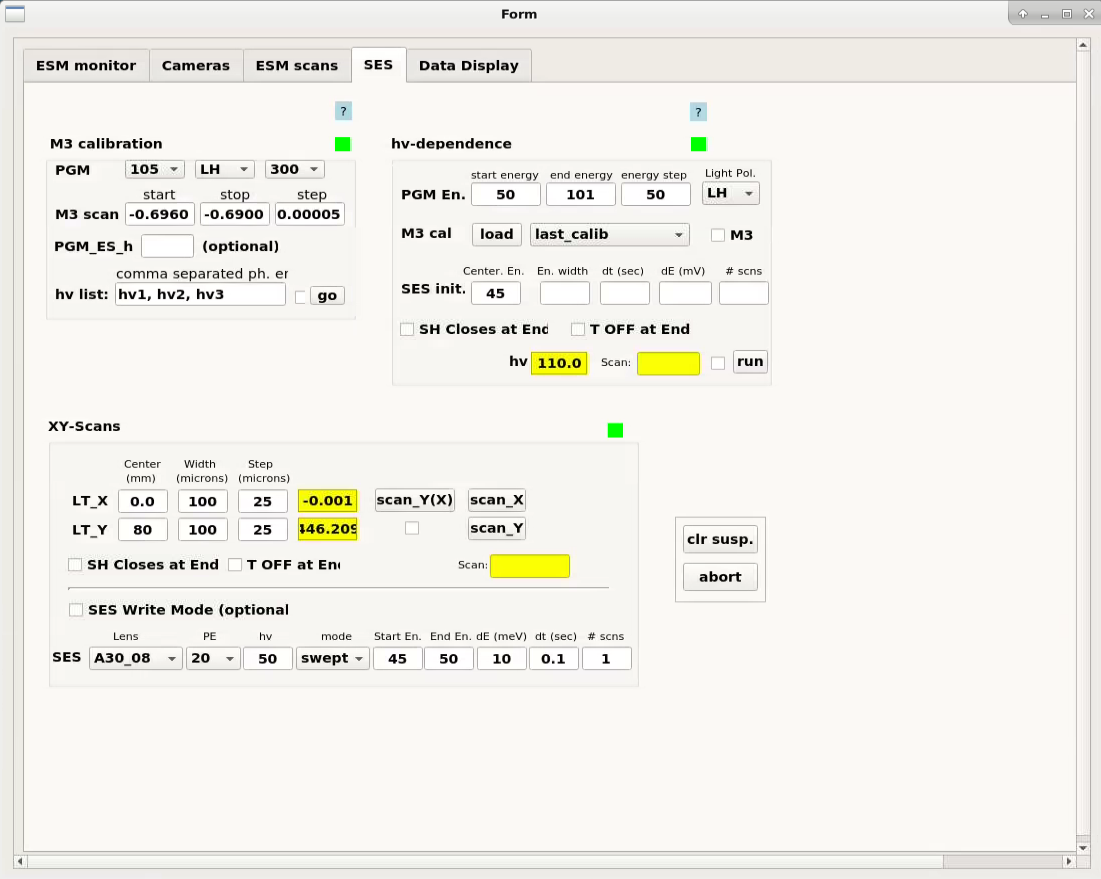 Form
ESM monitor Cameras ESM scans SES Data Display
? ?
M3 calibration
PGM 105 LH 300
start stop step
M3 scan -0.6960 -0.6900 0.00005
PGM_ES_h (optional)
comma separated ph. er
hv list: hv1, hv2, hv3 go
hv-dependence
start energy end energy energy step Light Pol.
PGM En. 50 101 50 LH
M3 cal load last_calib M3
Center. En. En. width dt (sec) dE (mV) # scns
SES init. 45
SH Closes at End T OFF at End
hv 110.0 Scan: run
XY-Scans
Center Width Step
(mm) (microns) (microns)
LT_X 0.0 100 25 -0.001 scan_Y(X) scan_X
LT_Y 80 100 25 446.209 scan_Y
SH Closes at End T OFF at End Scan:
clr susp.
abort
SES Write Mode (optional
Lens PE hv mode Start En. End En. dE (meV) dt (sec) # scns
SES A30_08 20 50 swept 45 50 10 0.1 1